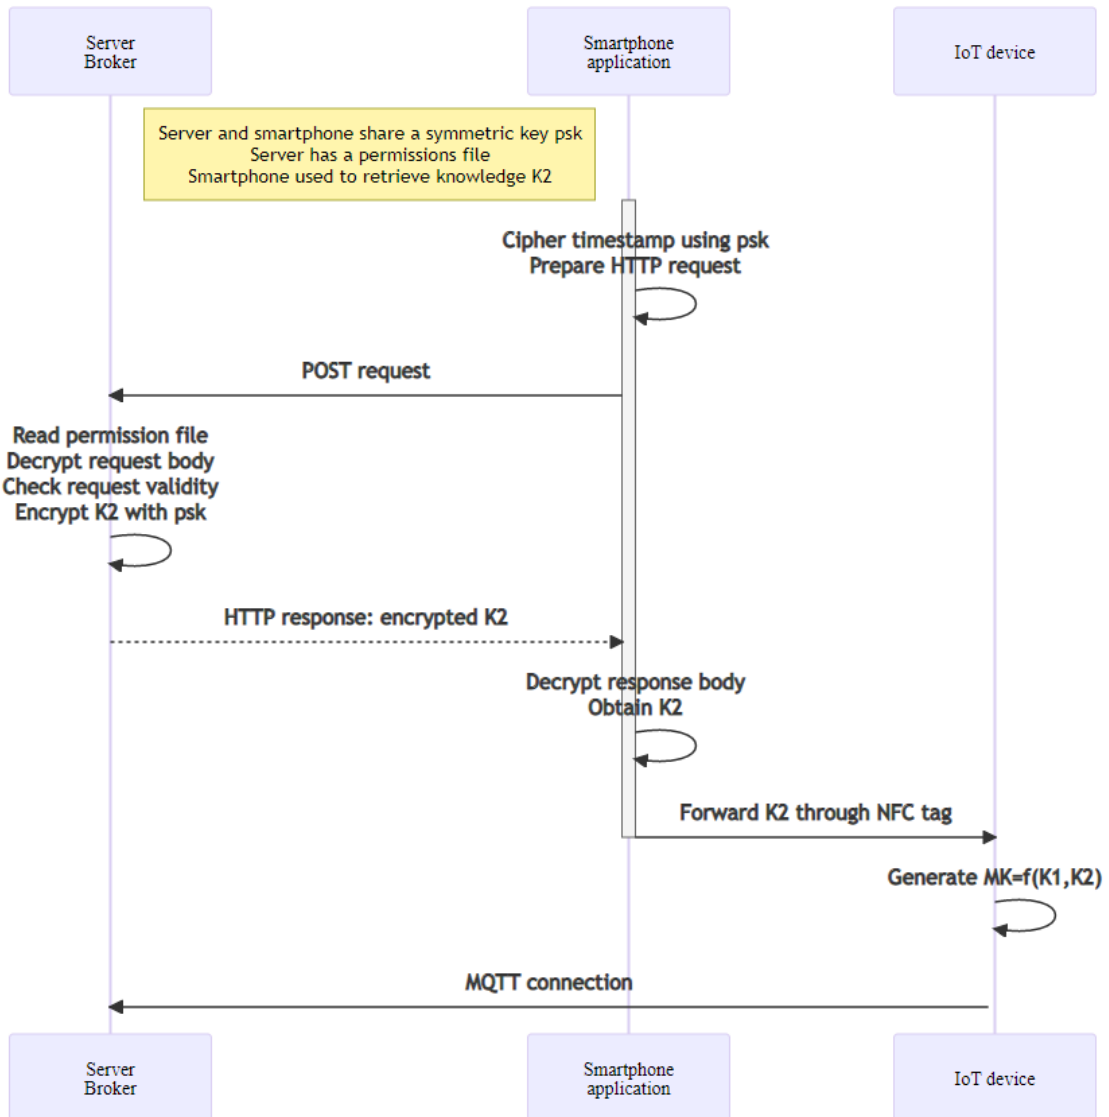 Server
Broker
Smartphone
application
IoT device
Server and smartphone share a symmetric key psk
Server has a permissions file
Smartphone used to retrieve knowledge K2
Cipher timestamp using psk
Prepare HTTP request
POST request
Read permission file
Decrypt request body
Check request validity
Encrypt K2 with psk
HTTP response: encrypted K2
Decrypt response body
Obtain K2
Forward K2 through NFC tag
Generate MK=f(K1,K2)
MQTT connection
Server
Broker
Smartphone
application
IoT device